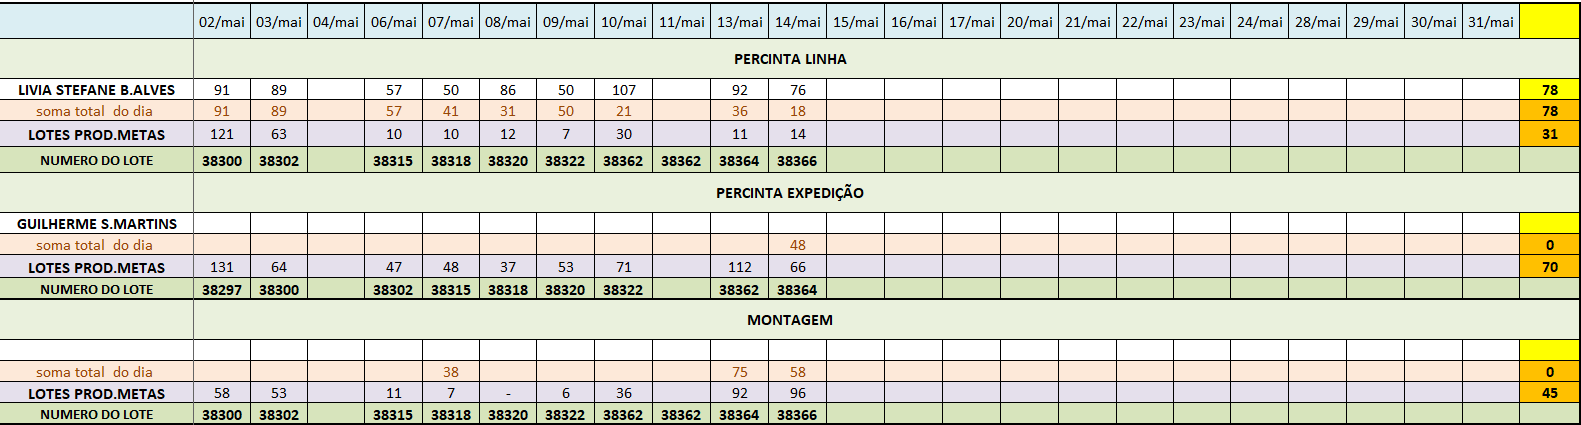 02/mai 03/mai 04/mai 06/mai 07/mai 08/mai 09/mai 10/mai 11/mai 13/mai 14/mai 15/mai 16/mai 17/mai 20/mai 21/mai 22/mai 23/mai 24/mai 28/mai 29/mai 30/mai 31/mai
PERCINTA LINHA
LIVIA STEFANE B.ALVES 91 89 57 50 86 50 107 92 76 78
soma total do dia 91 89 57 41 31 50 21 36 18 78
LOTES PROD.METAS 121 63 10 10 12 7 30 11 14 31
NUMERO DO LOTE 38300 38302 38315 38318 38320 38322 38362 38362 38364 38366
PERCINTA EXPEDIÇÃO
GUILHERME S.MARTINS
soma total do dia 48 0
LOTES PROD.METAS 131 64 47 48 37 53 71 112 66 70
NUMERO DO LOTE 38297 38300 38302 38315 38318 38320 38322 38362 38364
MONTAGEM
soma total do dia 38 75 58 0
LOTES PROD.METAS 58 53 11 7 - 6 36 92 96 45
NUMERO DO LOTE 38300 38302 38315 38318 38320 38322 38362 38362 38364 38366